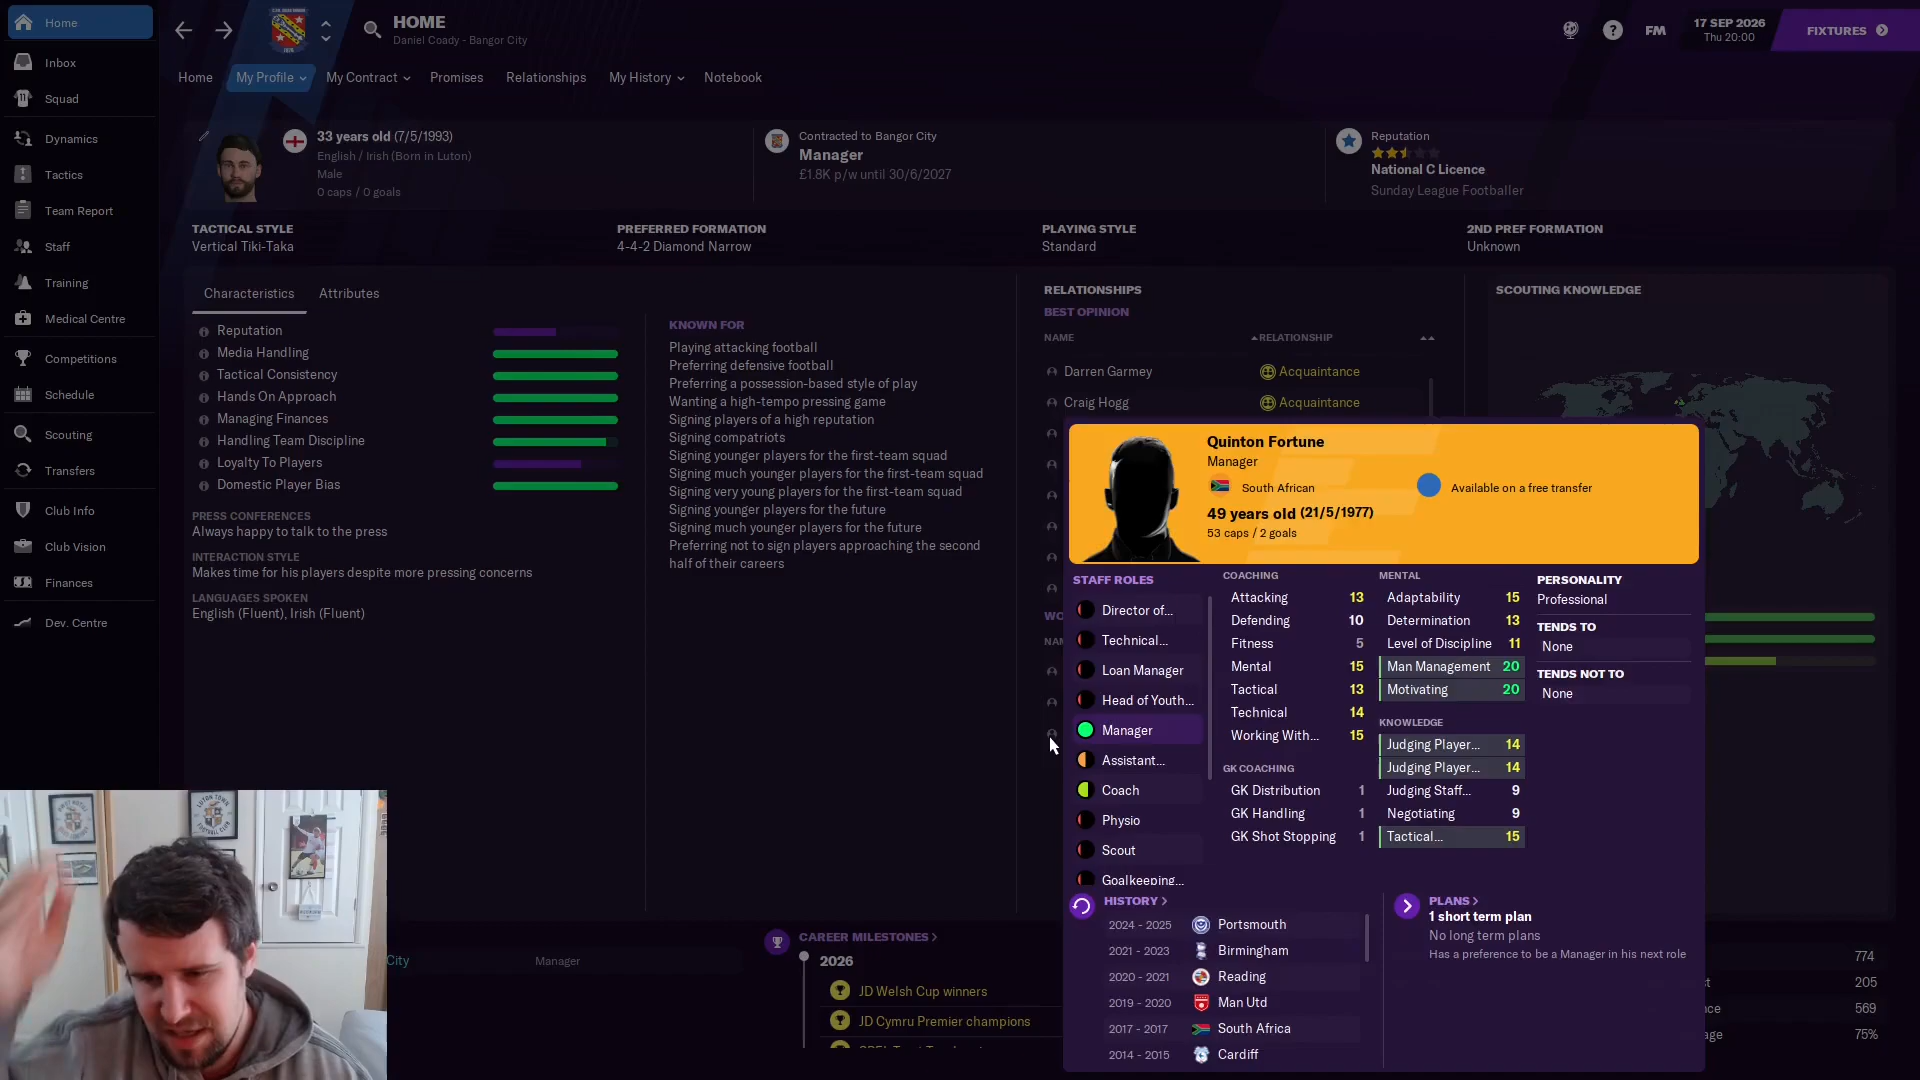 Home
Inbox
Squad
Dynamics
Tactics
Team Report
Staff
Training
Medical Centre
Competitions
Schedule
Scouting
Transfers
Club Info
Club Vision
Finances
Dev. Centre
HOME
Daniel Coady - Bangor City
?
FM
17 SEP 2026
Thu 20:00
FIXTURES
Home
My Profile
My Contract
Promises
Relationships
My History
Notebook
33 years old (7/5/1993)
English / Irish (Born in Luton)
Male
0 caps / 0 goals
Contracted to Bangor City
Manager
£1.8K p/w until 30/6/2027
Reputation
National C Licence
Sunday League Footballer
TACTICAL STYLE
Vertical Tiki-Taka
PREFERRED FORMATION
4-4-2 Diamond Narrow
PLAYING STYLE
Standard
2ND PREF FORMATION
Unknown
Characteristics
Attributes
Reputation
Media Handling
Tactical Consistency
Hands On Approach
Managing Finances
Handling Team Discipline
Loyalty To Players
Domestic Player Bias
PRESS CONFERENCES
Always happy to talk to the press
INTERACTION STYLE
Makes time for his players despite more pressing concerns
LANGUAGES SPOKEN
English (Fluent), Irish (Fluent)
KNOWN FOR
Playing attacking football
Preferring defensive football
Preferring a possession-based style of play
Wanting a high-tempo pressing game
Signing players of a high reputation
Signing compatriots
Signing younger players for the first-team squad
Signing much younger players for the first-team squad
Signing very young players for the first-team squad
Signing younger players for the future
Signing much younger players for the future
Preferring not to sign players approaching the second
half of their careers
RELATIONSHIPS
BEST OPINION
NAME
RELATIONSHIP
Darren Garmey
Acquaintance
Craig Hogg
Acquaintance
SCOUTING KNOWLEDGE
Quinton Fortune
Manager
South African
Available on a free transfer
49 years old (21/5/1977)
53 caps / 2 goals
STAFF ROLES
Director of...
Technical...
Loan Manager
Head of Youth...
Manager
Assistant...
Coach
Physio
Scout
Goalkeeping...
COACHING
Attacking 13
Defending 10
Fitness 5
Mental 15
Tactical 13
Technical 14
Working With... 15
GK COACHING
GK Distribution 1
GK Handling 1
GK Shot Stopping 1
MENTAL
Adaptability 15
Determination 13
Level of Discipline 11
Man Management 20
Motivating 20
KNOWLEDGE
Judging Player... 14
Judging Player... 14
Judging Staff... 9
Negotiating 9
Tactical... 15
PERSONALITY
Professional
TENDS TO
None
TENDS NOT TO
None
HISTORY
2024 - 2025 Portsmouth
2021 - 2023 Birmingham
2020 - 2021 Reading
2019 - 2020 Man Utd
2017 - 2017 South Africa
2014 - 2015 Cardiff
PLANS
1 short term plan
No long term plans
Has a preference to be a Manager in his next role
City
Manager
CAREER MILESTONES
2026
JD Welsh Cup winners
JD Cymru Premier champions
774
205
569
75%